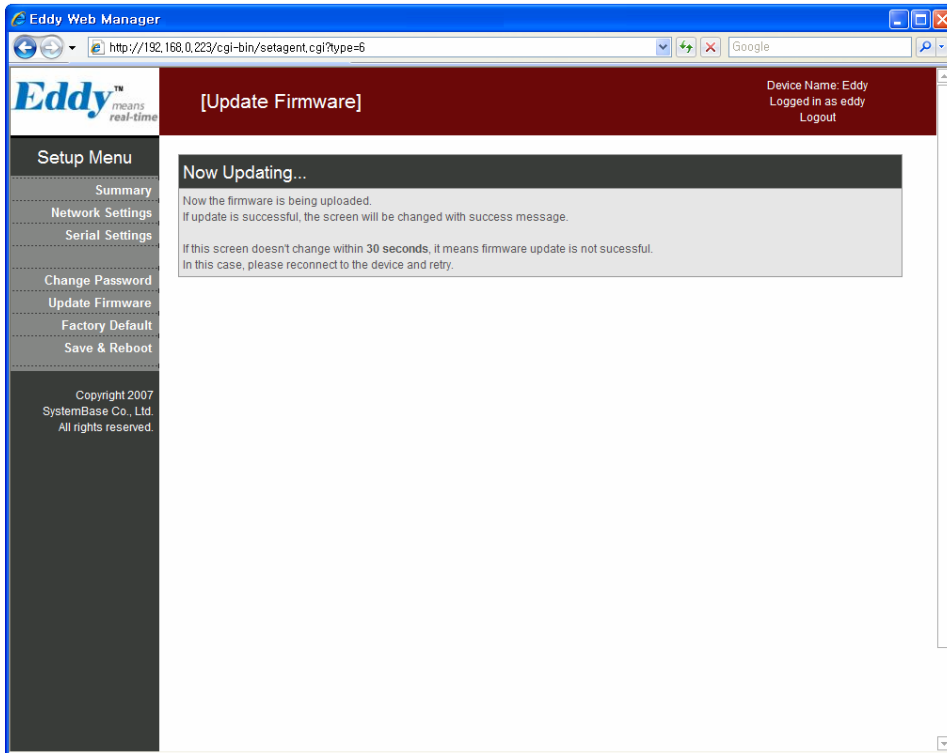 Eddy Web Manager
http://192,168,0,223/cgi-bin/setagent,cgi?type=6
Google
Eddy™ means real-time
[Update Firmware]
Device Name: Eddy
Logged in as eddy
Logout
Setup Menu
Summary
Network Settings
Serial Settings
Change Password
Update Firmware
Factory Default
Save & Reboot
Copyright 2007
SystemBase Co., Ltd.
All rights reserved.
Now Updating...
Now the firmware is being uploaded.
If update is successful, the screen will be changed with success message.
If this screen doesn't change within 30 seconds, it means firmware update is not sucessful.
In this case, please reconnect to the device and retry.